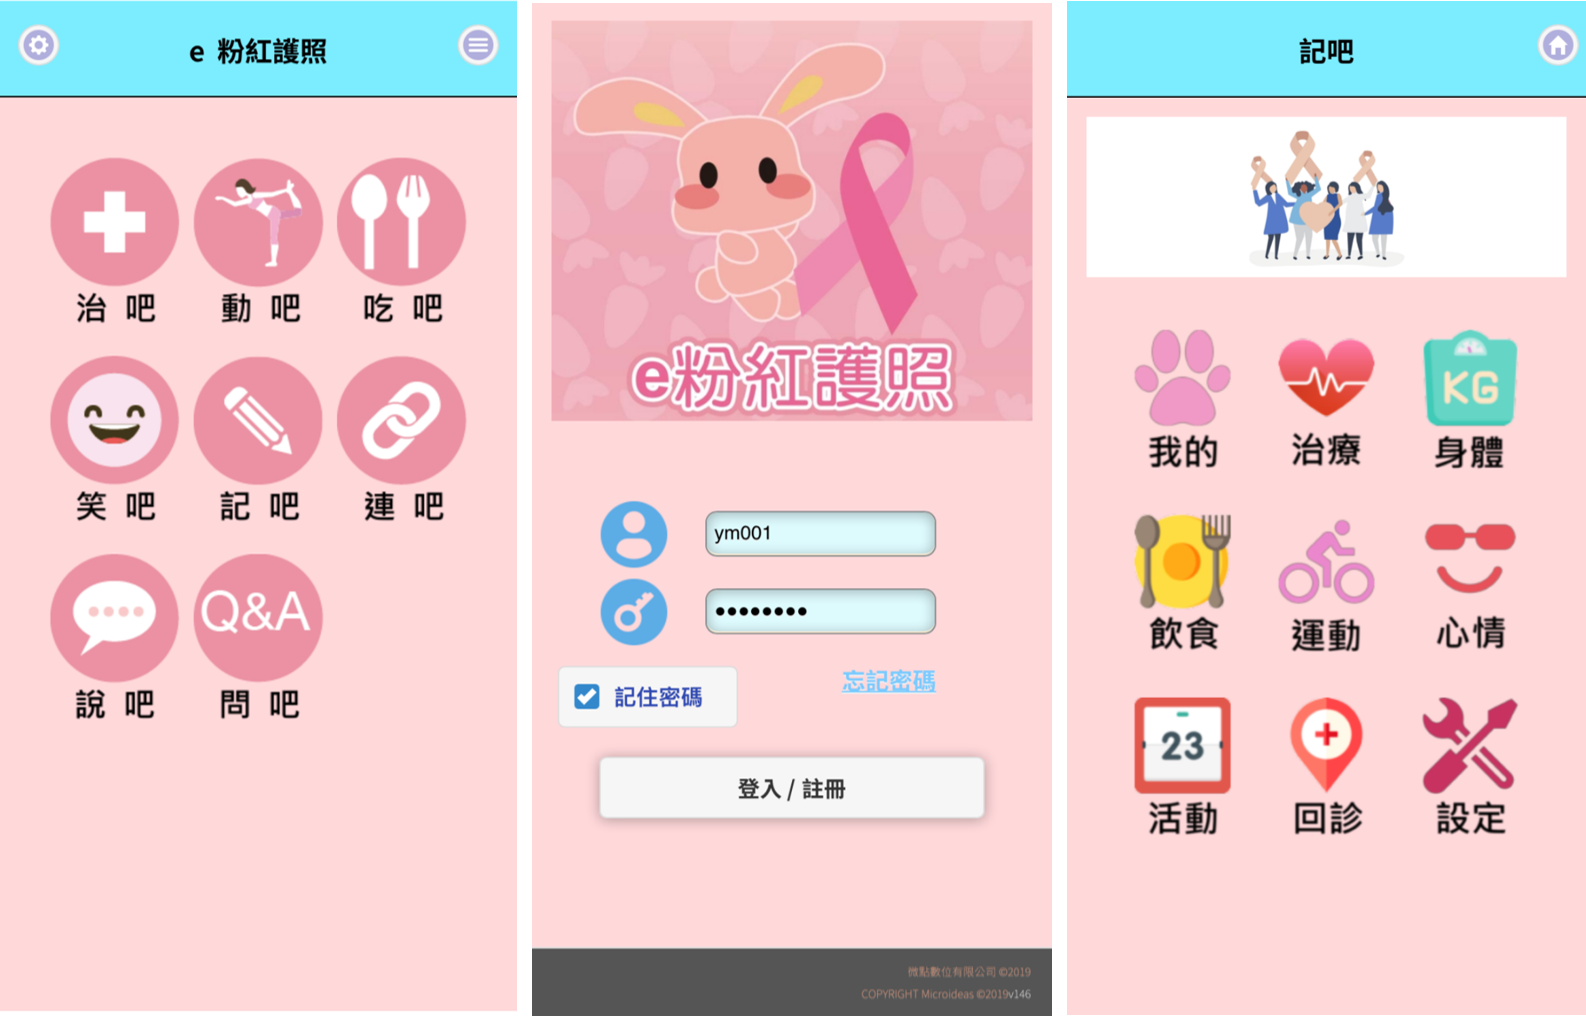 e 粉紅護照
治 吧
動 吧
吃 吧
笑 吧
記 吧
連 吧
說 吧
Q&A
問 吧
e粉紅護照
ym001
記住密碼
忘記密碼
登入 / 註冊
微點數位有限公司 ©2019
COPYRIGHT Microideas ©2019v146
記吧
我的
治療
KG
身體
飲食
運動
心情
23
活動
回診
設定